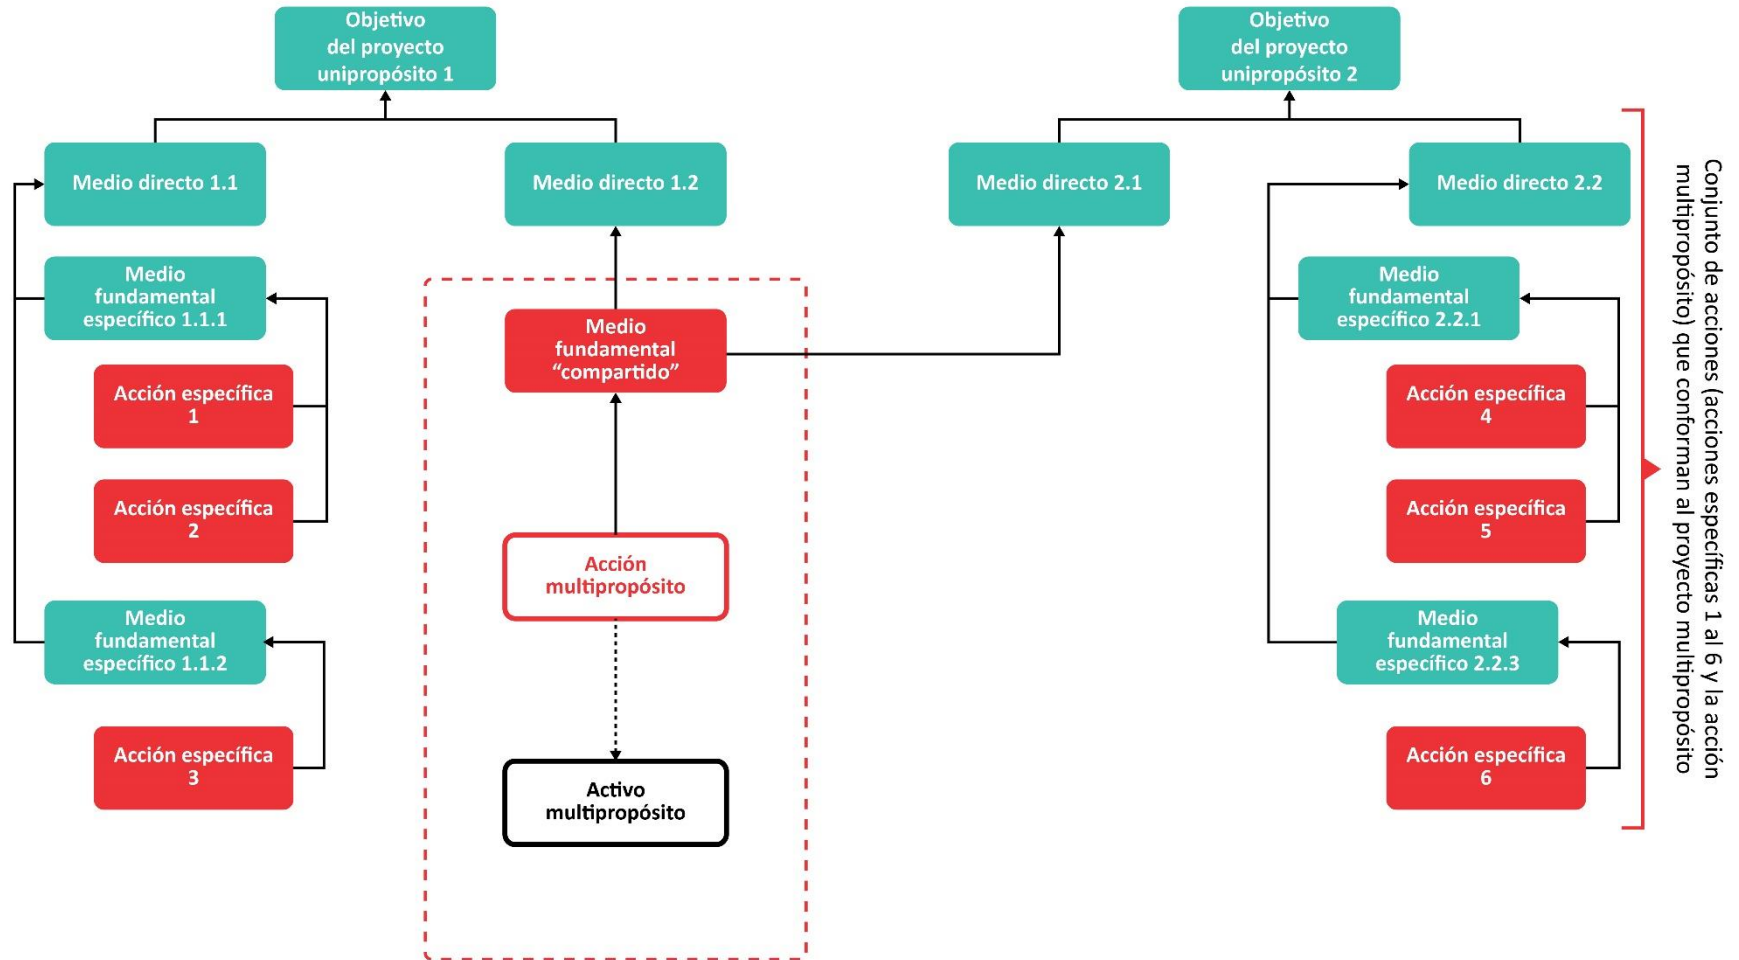 Objetivo
del proyecto
unipropósito 1
Objetivo
del proyecto
unipropósito 2
Medio directo 1.1
Medio directo 1.2
Medio directo 2.1
Medio directo 2.2
Medio
fundamental
específico 1.1.1
Acción específica
1
Acción específica
2
Medio
fundamental
específico 1.1.2
Acción específica
3
Medio
fundamental
“compartido”
Acción
multipropósito
Activo
multipropósito
Medio
fundamental
específico 2.2.1
Acción específica
4
Acción específica
5
Medio
fundamental
específico 2.2.3
Acción específica
6
Conjunto de acciones (acciones específicas 1 al 6 y la acción
multipropósito) que conforman al proyecto multipropósito